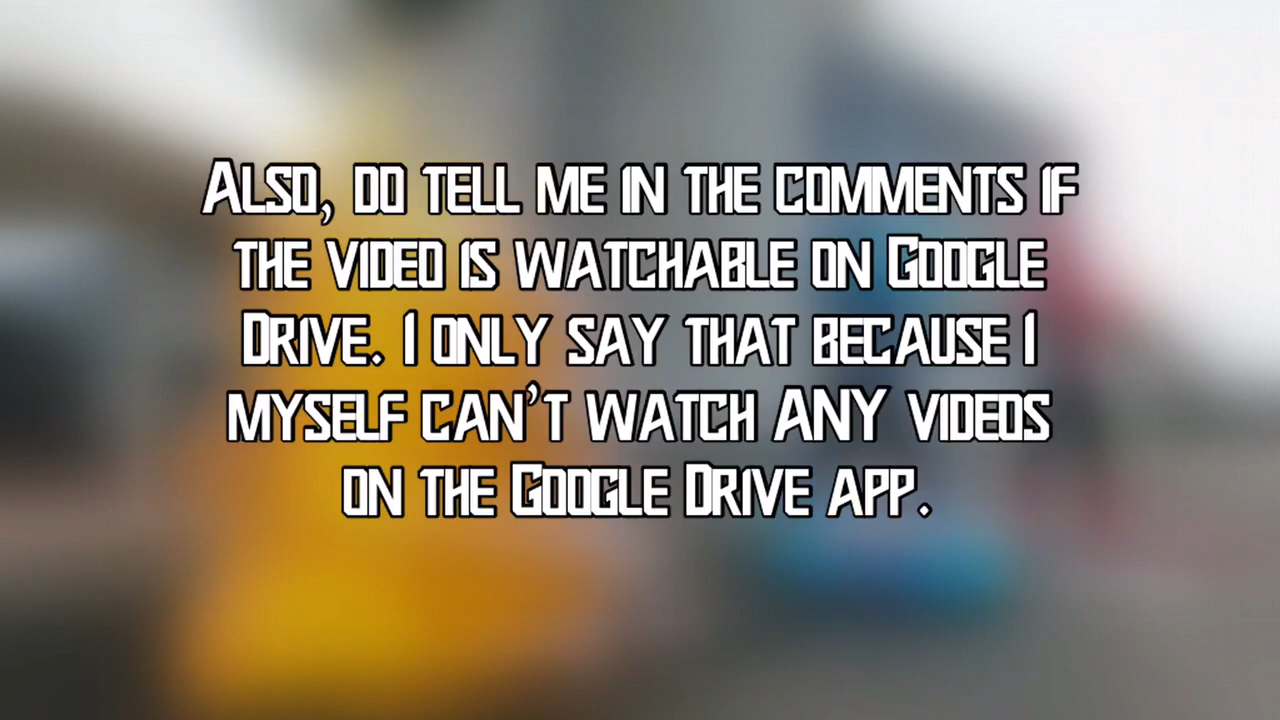 Also, do tell me in the comments if
the video is watchable on Google
Drive. I only say that because I
myself can't watch ANY videos
on the Google Drive app.